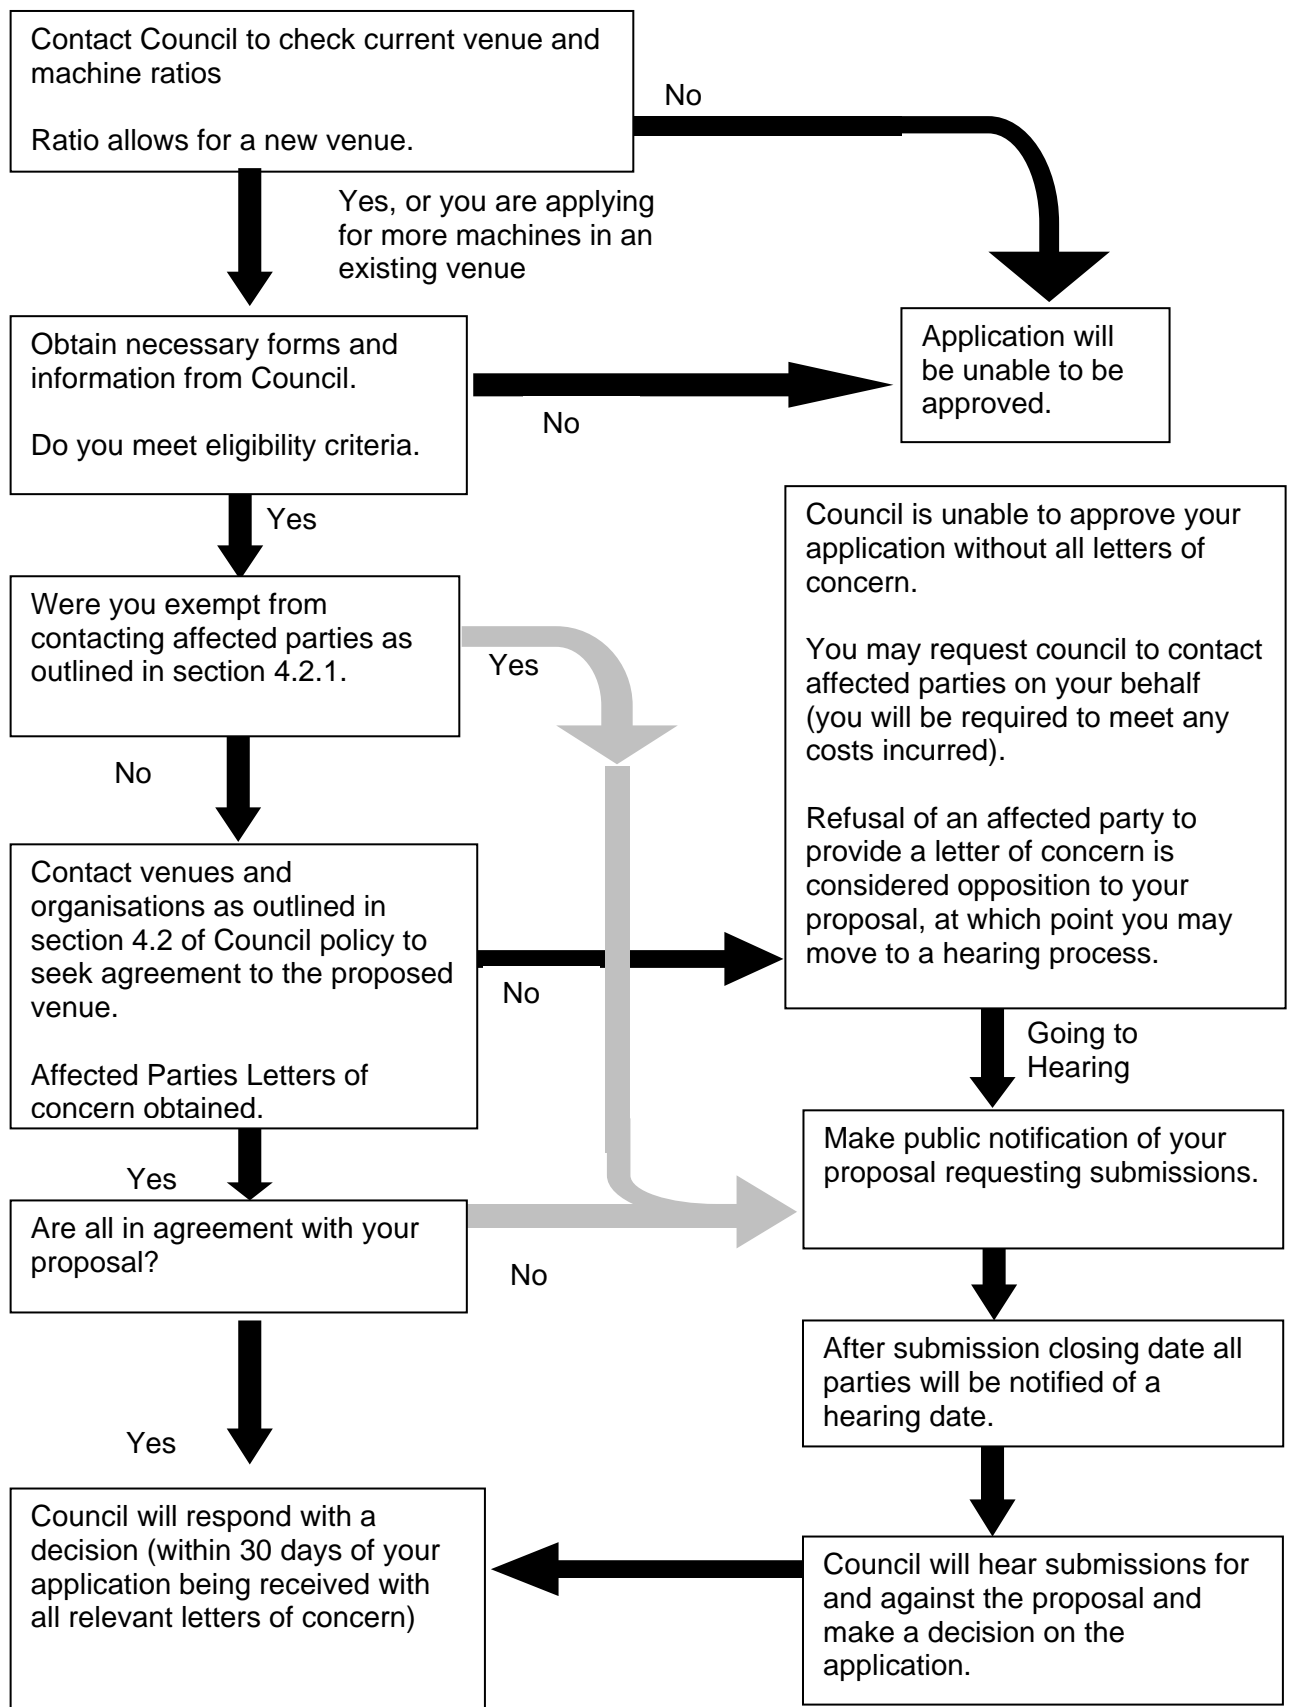 Contact Council to check current venue and
machine ratios
Ratio allows for a new venue.
No
Yes, or you are applying
for more machines in an
existing venue
Application will
be unable to be
approved.
Obtain necessary forms and
information from Council.
Do you meet eligibility criteria.
No
Yes
Were you exempt from
contacting affected parties as
outlined in section 4.2.1.
Yes
No
Contact venues and
organisations as outlined in
section 4.2 of Council policy to
seek agreement to the proposed
venue.
Affected Parties Letters of
concern obtained.
No
Council is unable to approve your
application without all letters of
concern.
You may request council to contact
affected parties on your behalf
(you will be required to meet any
costs incurred).
Refusal of an affected party to
provide a letter of concern is
considered opposition to your
proposal, at which point you may
move to a hearing process.
Going to
Hearing
Yes
Are all in agreement with your
proposal?
No
Make public notification of your
proposal requesting submissions.
After submission closing date all
parties will be notified of a
hearing date.
Yes
Council will respond with a
decision (within 30 days of your
application being received with
all relevant letters of concern)
Council will hear submissions for
and against the proposal and
make a decision on the
application.